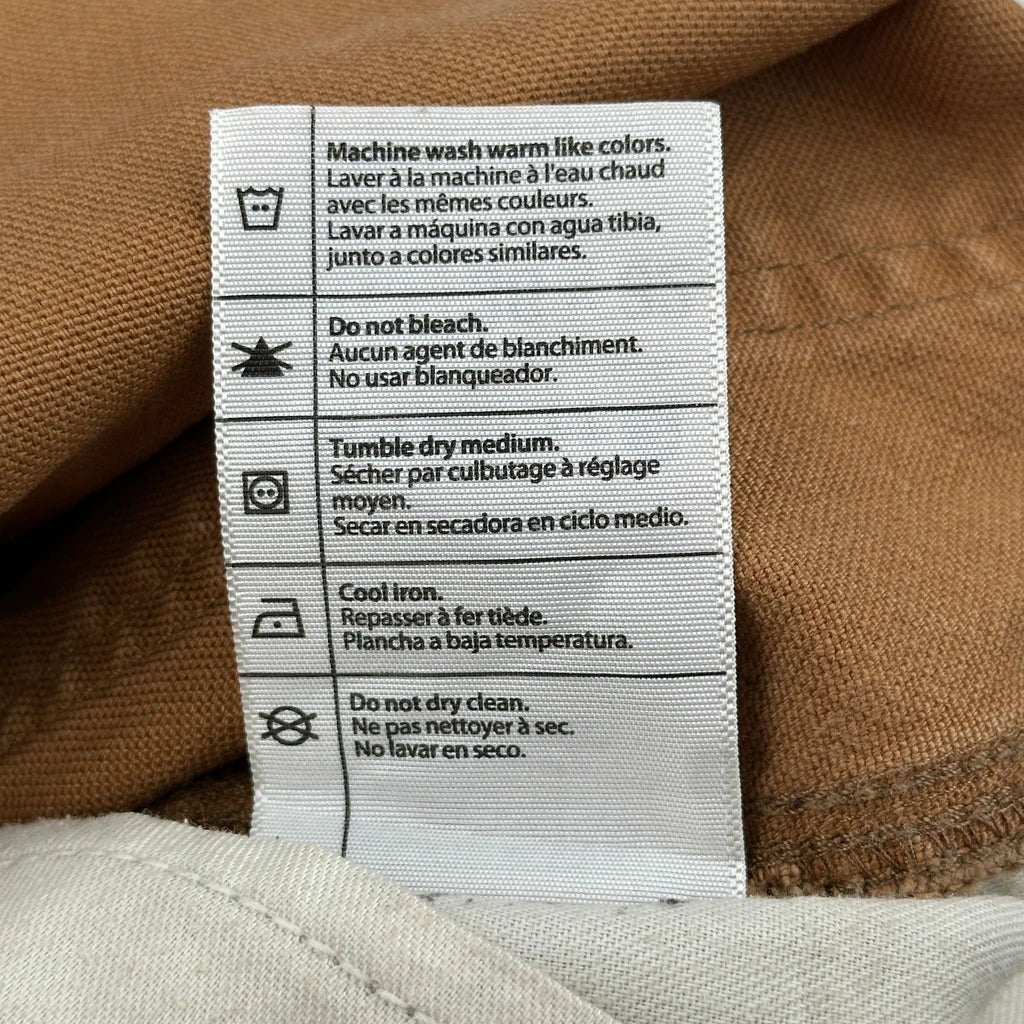 Machine wash warm like colors.
Laver à la machine à l'eau chaud
avec les mêmes couleurs.
Lavar a máquina con agua tibia,
junto a colores similares.
Do not bleach.
Aucun agent de blanchiment.
No usar blanqueador.
Tumble dry medium.
Sécher par culbutage à réglage
moyen.
Secar en secadora en ciclo medio.
Cool iron.
Repasser à fer tiède.
Plancha a baja temperatura.
Do not dry clean.
Ne pas nettoyer à sec.
No lavar en seco.